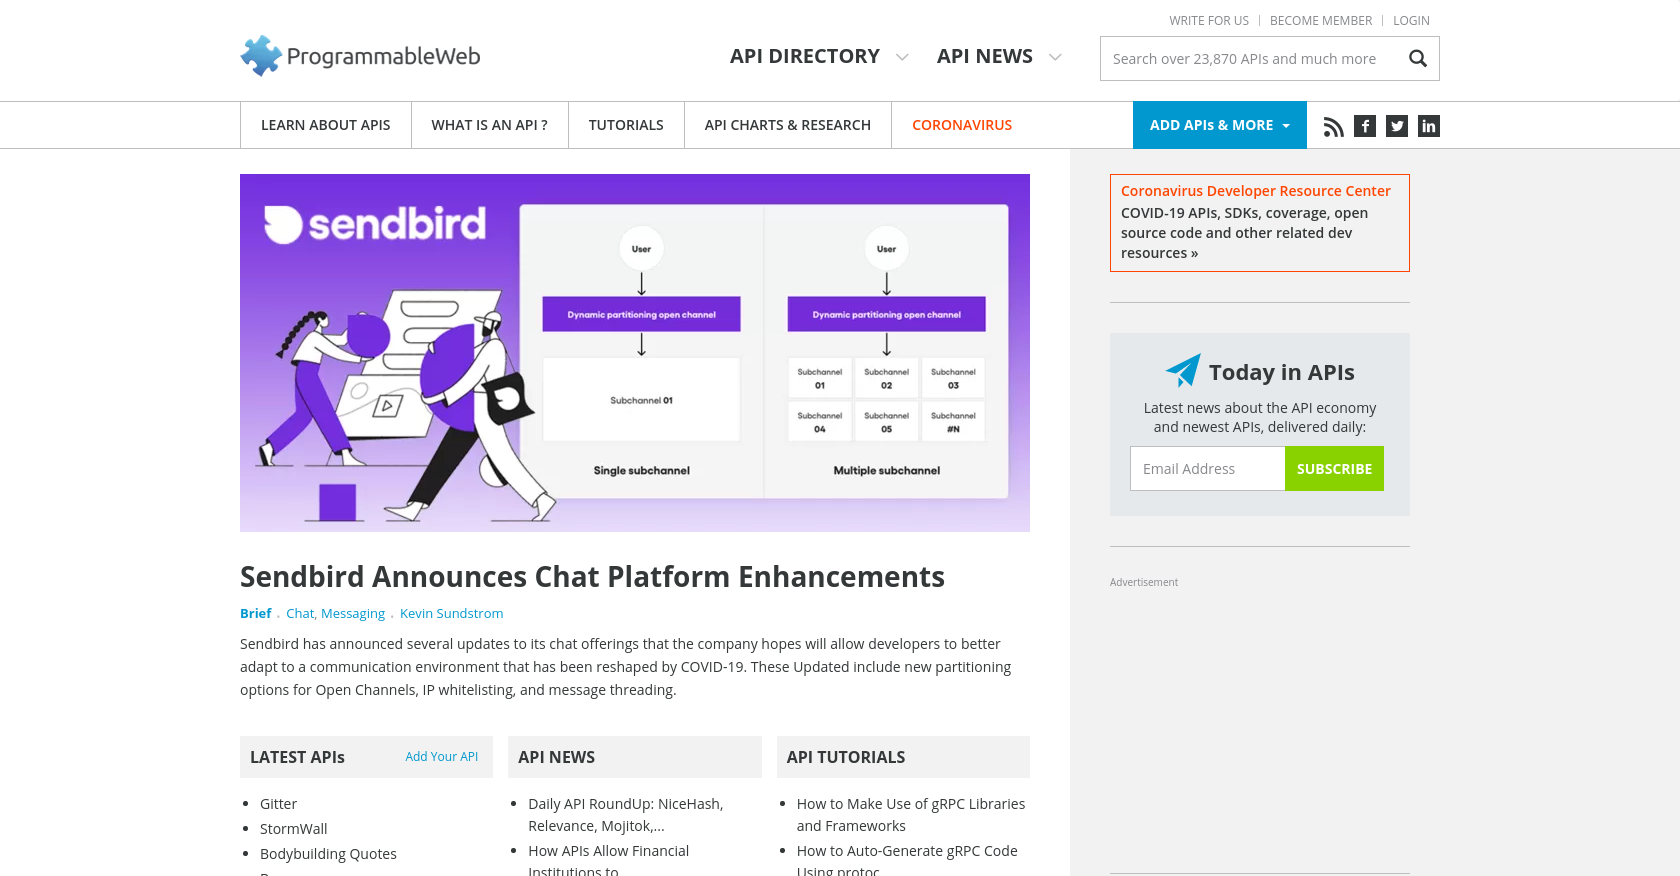 WRITE FOR US
BECOME MEMBER
LOGIN
ProgrammableWeb
API DIRECTORY
API NEWS
Search over 23,870 APIs and much more
LEARN ABOUT APIS
WHAT IS AN API ?
TUTORIALS
API CHARTS & RESEARCH
CORONAVIRUS
ADD APIs & MORE
sendbird
User
Dynamic partitioning open channel
Subchannel 01
Single subchannel
User
Dynamic partitioning open channel
Subchannel
01
Subchannel
02
Subchannel
03
Subchannel
04
Subchannel
05
Subchannel
#N
Multiple subchannel
Sendbird Announces Chat Platform Enhancements
Brief . Chat, Messaging . Kevin Sundstrom
Sendbird has announced several updates to its chat offerings that the company hopes will allow developers to better
adapt to a communication environment that has been reshaped by COVID-19. These Updated include new partitioning
options for Open Channels, IP whitelisting, and message threading.
LATEST APIs
Add Your API
Gitter
StormWall
Bodybuilding Quotes
API NEWS
Daily API RoundUp: NiceHash,
Relevance, Mojitok,...
How APIs Allow Financial
Institutions to
API TUTORIALS
How to Make Use of gRPC Libraries
and Frameworks
How to Auto-Generate gRPC Code
Using protoc
Coronavirus Developer Resource Center
COVID-19 APIs, SDKs, coverage, open
source code and other related dev
resources »
Today in APIs
Latest news about the API economy
and newest APIs, delivered daily:
Email Address
SUBSCRIBE
Advertisement